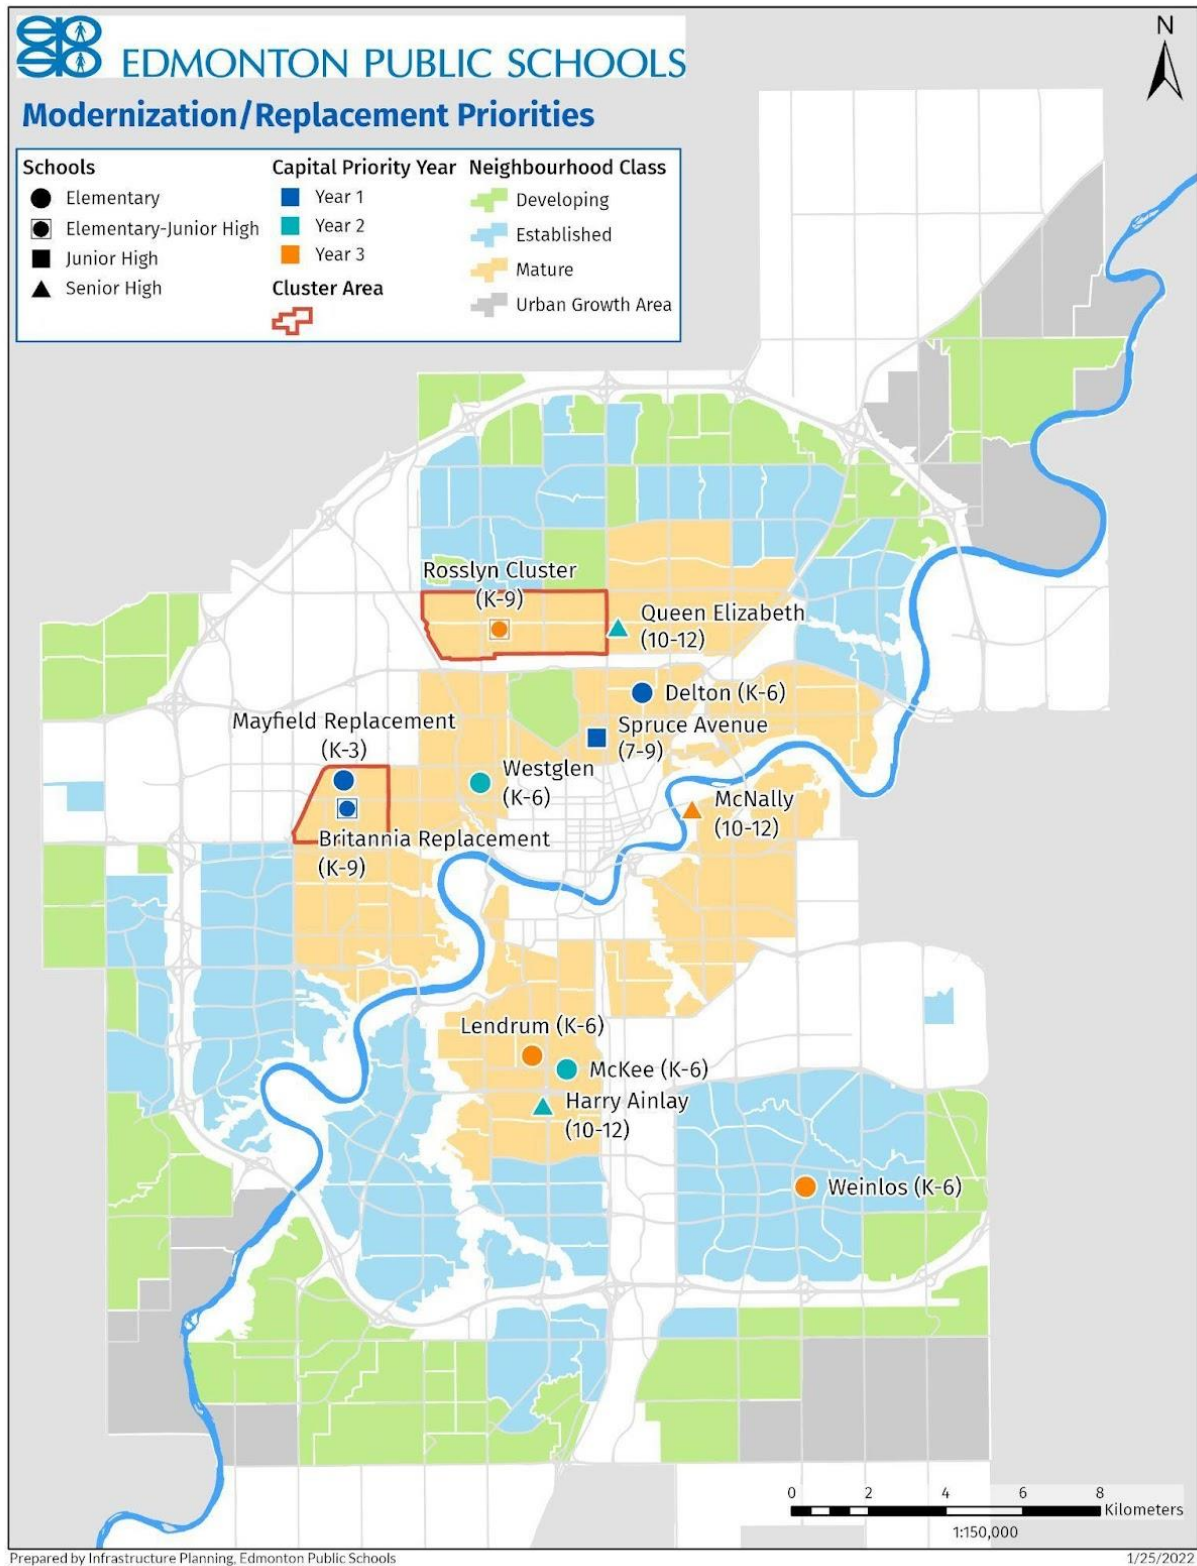 EDMONTON PUBLIC SCHOOLS
N
Modernization/Replacement Priorities
Schools
Elementary
Elementary-Junior High
Junior High
Senior High
Capital Priority Year
Year 1
Year 2
Year 3
Cluster Area
Neighbourhood Class
Developing
Established
Mature
Urban Growth Area
Rosslyn Cluster
(K-9)
Queen Elizabeth
(10-12)
Delton (K-6)
Mayfield Replacement
(K-3)
Spruce Avenue
(7-9)
Westglen
(K-6)
McNally
(10-12)
Britannia Replacement
(K-9)
Lendrum (K-6)
McKee (K-6)
Harry Ainlay
(10-12)
Weinlos (K-6)
0 2 4 6 8
Kilometers
1:150,000
Prepared by Infrastructure Planning, Edmonton Public Schools
1/25/2022